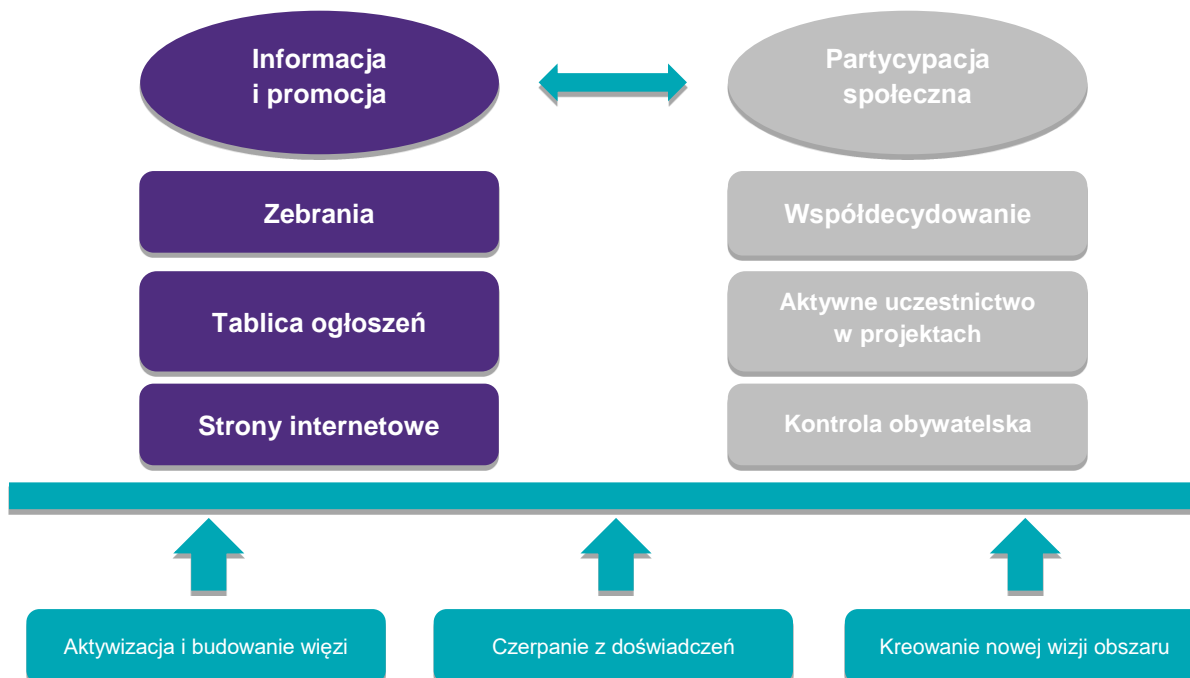 Informacja
i promocja
Partycypacja
społeczna
Zebrania
Współdecydowanie
Tablica ogłoszeń
Aktywne uczestnictwo
w projektach
Strony internetowe
Kontrola obywatelska
Aktywizacja i budowanie więzi
Czerpanie z doświadczeń
Kreowanie nowej wizji obszaru